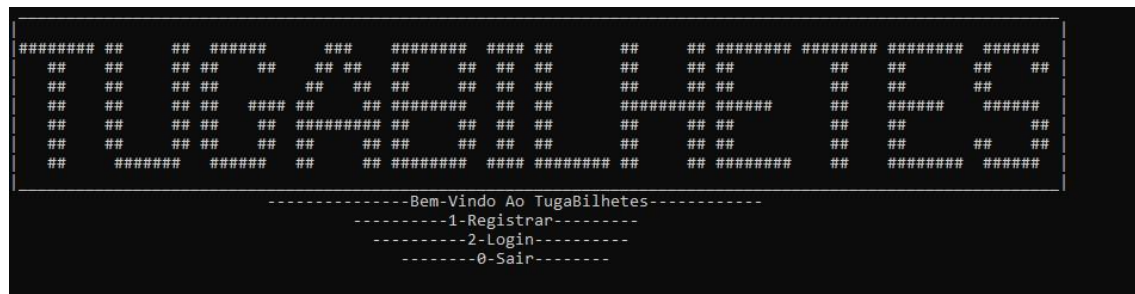 TUGABILHETES
---------------Bem-Vindo Ao TugaBilhetes------------
----------1-Registrar---------
----------2-Login----------
--------0-Sair--------